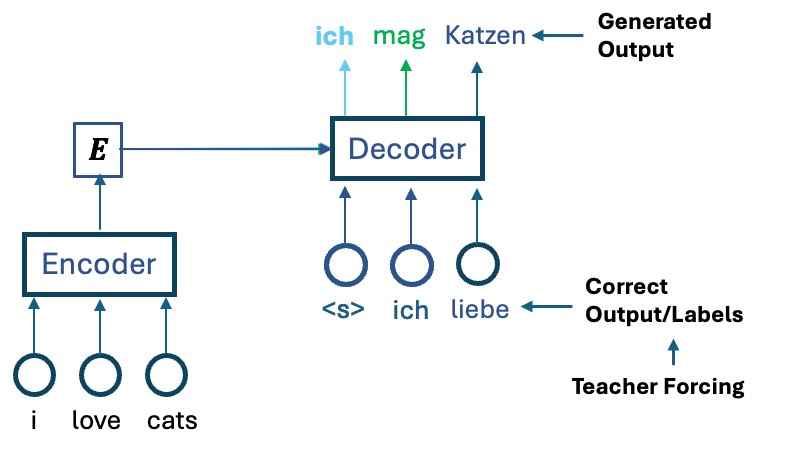 ich mag Katzen
Generated
Output
E
Decoder
Encoder
<s> ich liebe
Correct
Output/Labels
Teacher Forcing
i love cats